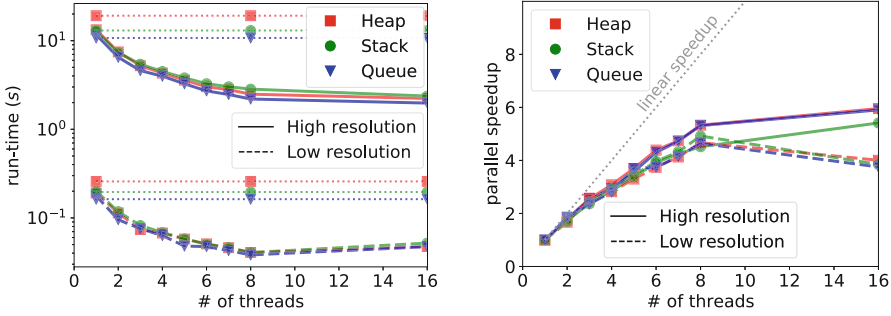 run-time (s)
10¹
10⁰
10⁻¹
Heap
Stack
Queue
High resolution
Low resolution
0 2 4 6 8 10 12 14 16
# of threads
parallel speedup
8
6
4
2
0
Heap
Stack
Queue
linear speedup
High resolution
Low resolution
0 2 4 6 8 10 12 14 16
# of threads